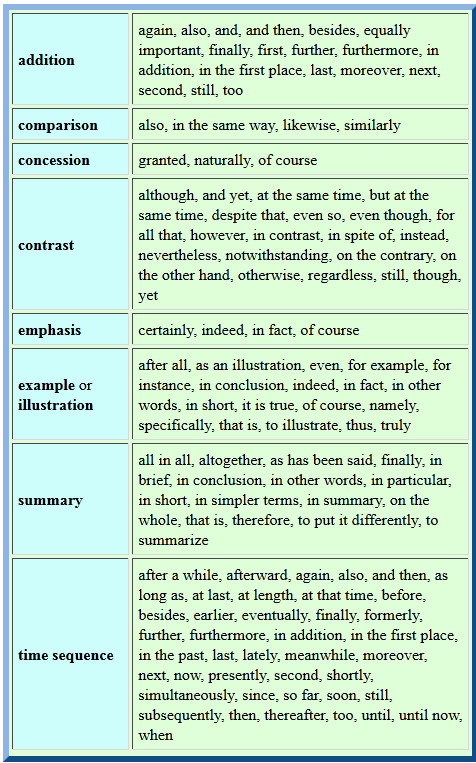 addition
again, also, and, and then, besides, equally
important, finally, first, further, furthermore, in
addition, in the first place, last, moreover, next,
second, still, too
comparison
also, in the same way, likewise, similarly
concession
granted, naturally, of course
contrast
although, and yet, at the same time, but at the
same time, despite that, even so, even though, for
all that, however, in contrast, in spite of, instead,
nevertheless, notwithstanding, on the contrary, on
the other hand, otherwise, regardless, still, though,
yet
emphasis
certainly, indeed, in fact, of course
example or
illustration
after all, as an illustration, even, for example, for
instance, in conclusion, indeed, in fact, in other
words, in short, it is true, of course, namely,
specifically, that is, to illustrate, thus, truly
summary
all in all, altogether, as has been said, finally, in
brief, in conclusion, in other words, in particular,
in short, in simpler terms, in summary, on the
whole, that is, therefore, to put it differently, to
summarize
time sequence
after a while, afterward, again, also, and then, as
long as, at last, at length, at that time, before,
besides, earlier, eventually, finally, formerly,
further, furthermore, in addition, in the first place,
in the past, last, lately, meanwhile, moreover,
next, now, presently, second, shortly,
simultaneously, since, so far, soon, still,
subsequently, then, thereafter, too, until, until now,
when